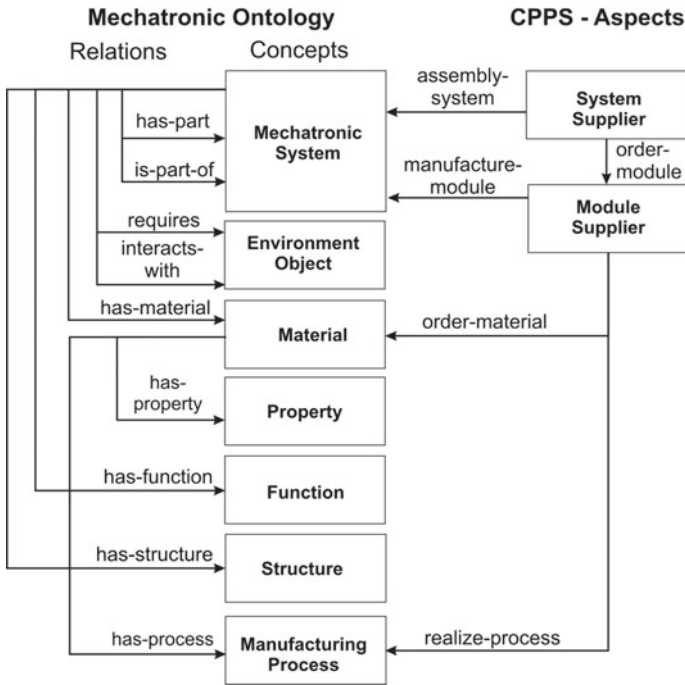 Mechatronic Ontology
CPPS - Aspects
Relations
Concepts
has-part
is-part-of
Mechatronic
System
assembly-
system
System
Supplier
order-
module
manufacture-
module
Module
Supplier
requires
interacts-
with
Environment
Object
has-material
Material
order-material
has-
property
Property
has-function
Function
has-structure
Structure
has-process
Manufacturing
Process
realize-process